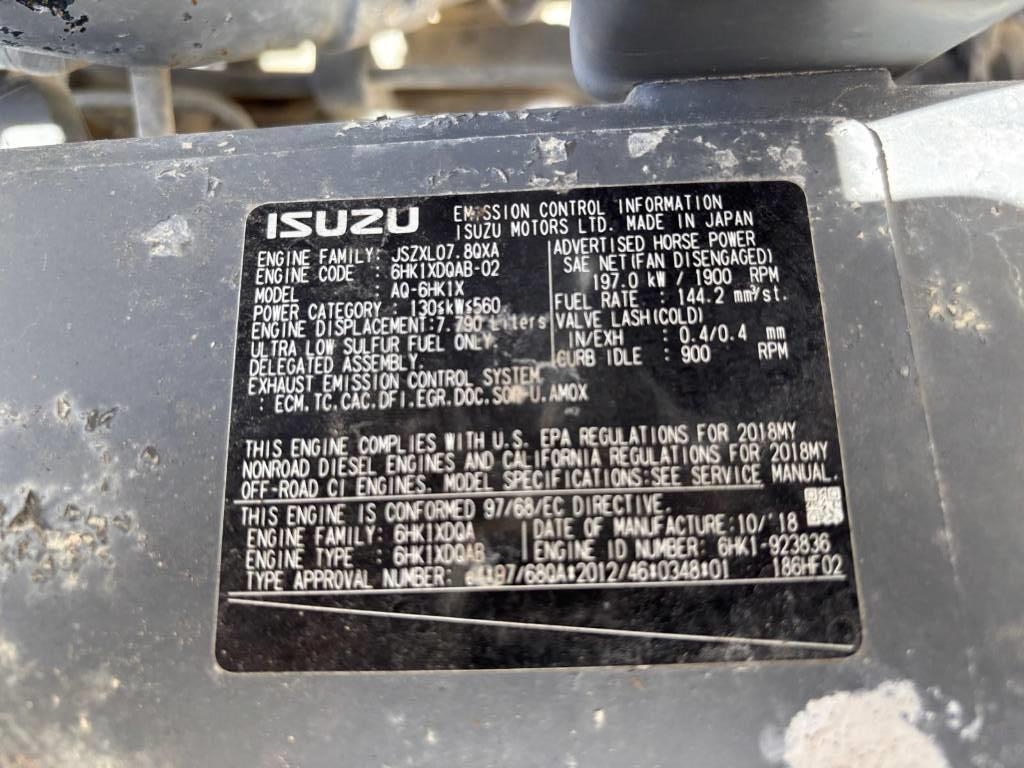 ISUZU
EMISSION CONTROL INFORMATION
ISUZU MOTORS LTD. MADE IN JAPAN
ENGINE FAMILY: JSZXL07.8QXA
ENGINE CODE : 6HK1XDQAB-02
MODEL : AQ-6HK1X
POWER CATEGORY : 130≤kW≤560
ENGINE DISPLACEMENT:7.790 Liters
ULTRA LOW SULFUR FUEL ONLY.
DELEGATED ASSEMBLY.
EXHAUST EMISSION CONTROL SYSTEM
: ECM.TC.CAC.DFI.EGR.DOC.SCR-U.AMOX
ADVERTISED HORSE POWER
SAE NET(FAN DISENGAGED)
197.0 kW / 1900 RPM
FUEL RATE : 144.2 mm³/st.
VALVE LASH(COLD)
IN/EXH : 0.4/0.4 mm
CURB IDLE : 900 RPM
THIS ENGINE COMPLIES WITH U.S. EPA REGULATIONS FOR 2018MY
NONROAD DIESEL ENGINES AND CALIFORNIA REGULATIONS FOR 2018MY
OFF-ROAD CI ENGINES. MODEL SPECIFICATIONS:SEE SERVICE MANUAL.
THIS ENGINE IS CONFORMED 97/68/EC DIRECTIVE.
ENGINE FAMILY: 6HK1XDQA
ENGINE TYPE : 6HK1XDQAB
DATE OF MANUFACTURE:10/'18
ENGINE ID NUMBER: 6HK1-923836
TYPE APPROVAL NUMBER: 97/68QA*2012/46*0348*01
186HF02